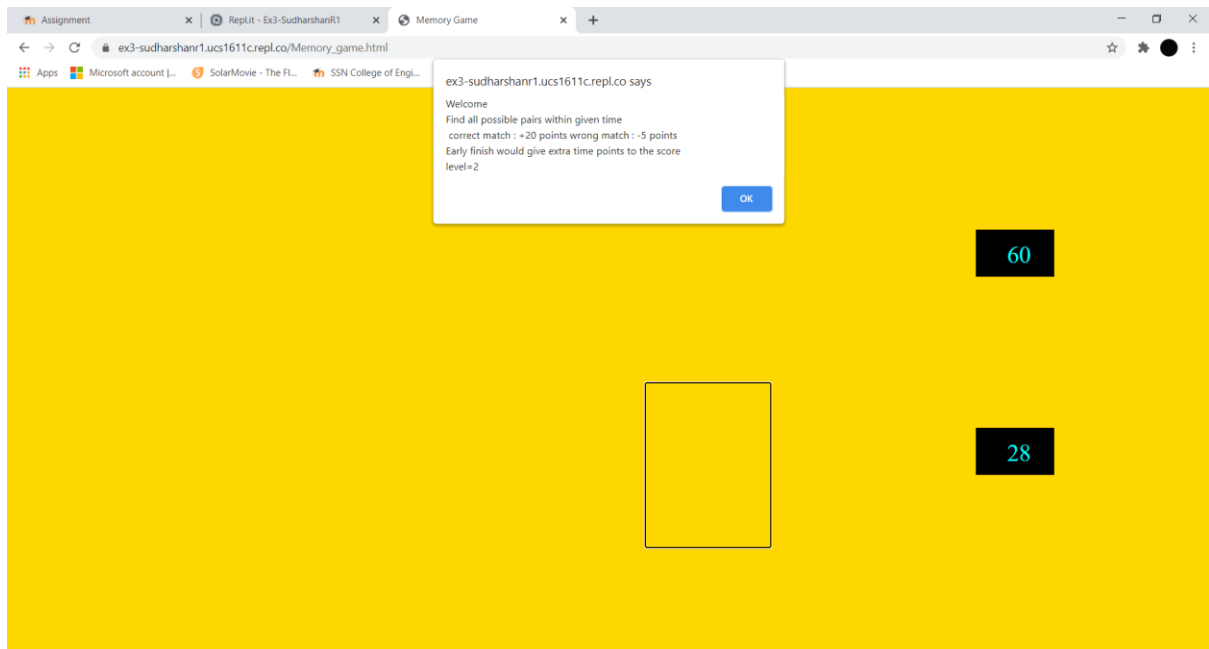 Assignment
Repl.it - Ex3-SudharshanR1
Memory Game
ex3-sudharshanr1.ucs1611c.repl.co/Memory_game.html
Apps
Microsoft account |...
SolarMovie - The Fl...
SSN College of Engi...
ex3-sudharshanr1.ucs1611c.repl.co says
Welcome
Find all possible pairs within given time
correct match : +20 points wrong match : -5 points
Early finish would give extra time points to the score
level=2
OK
60
28